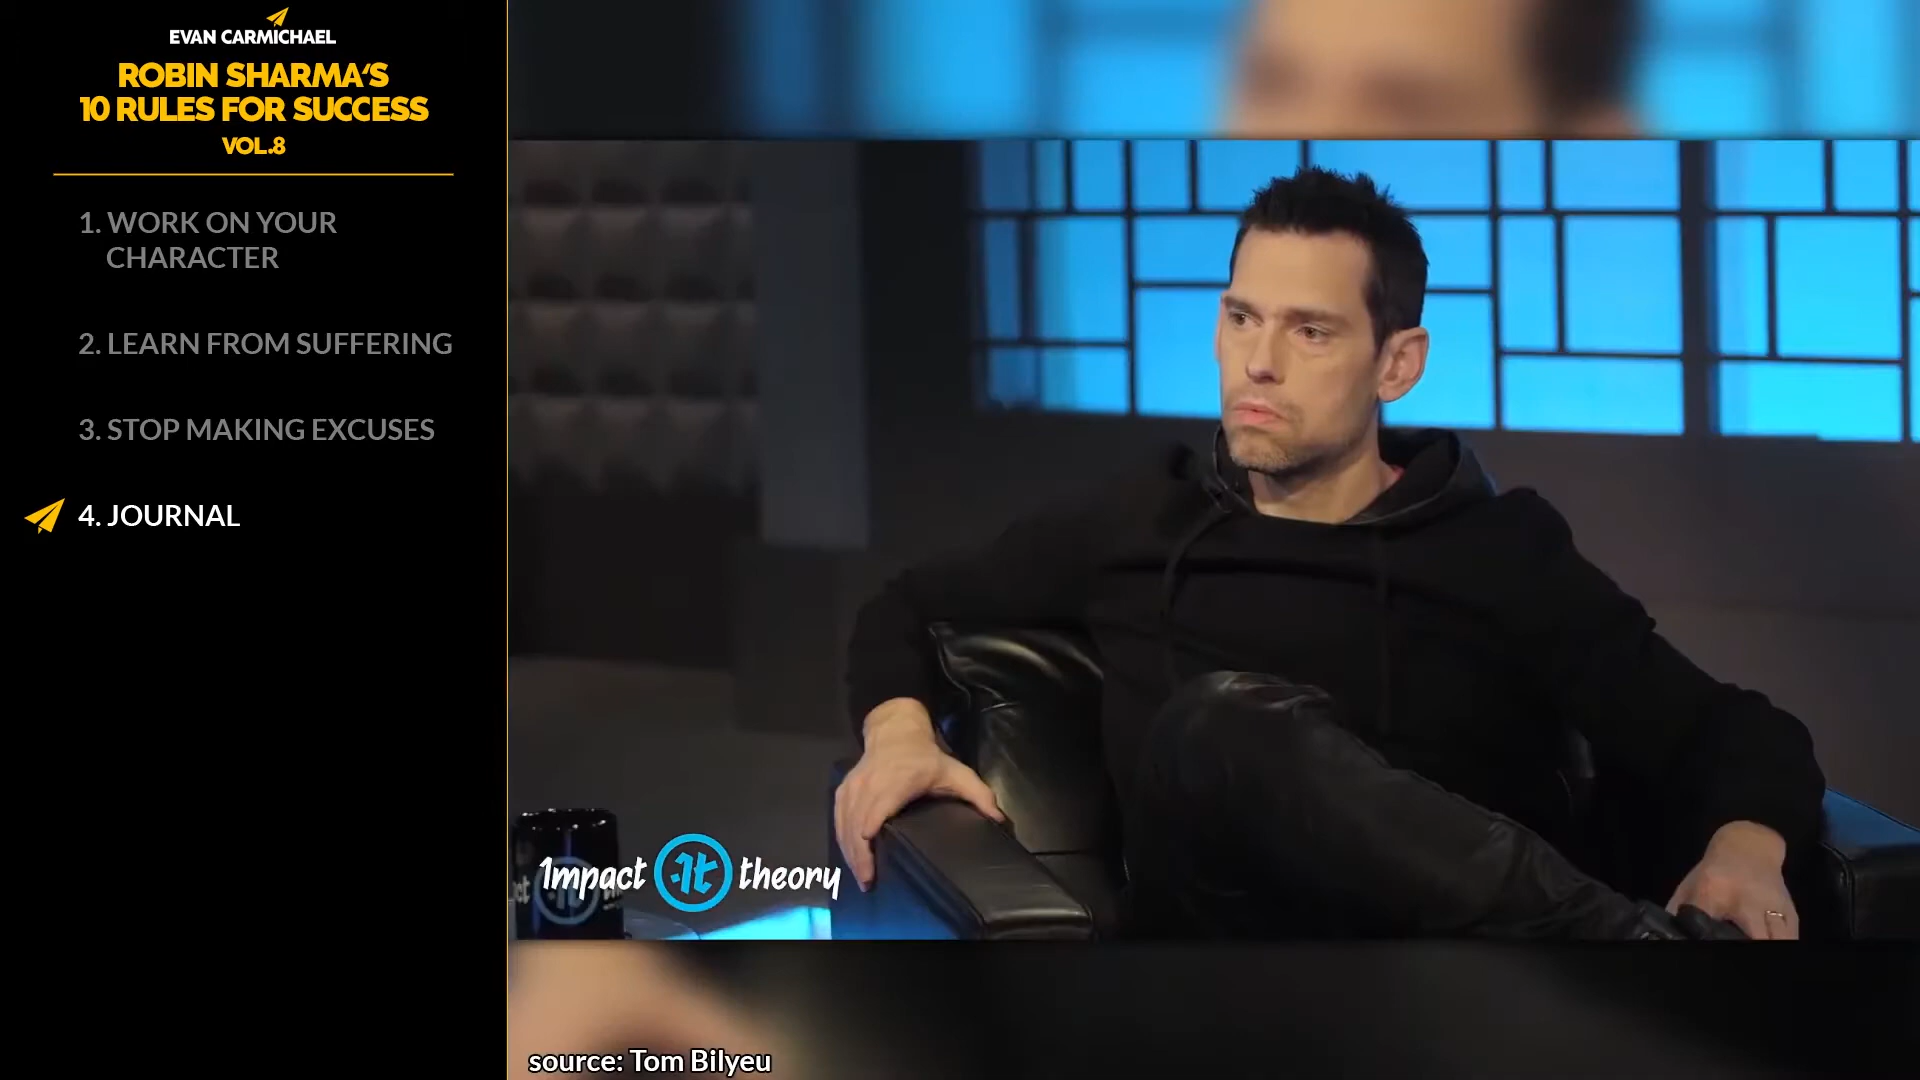 EVAN CARMICHAEL
ROBIN SHARMA'S
10 RULES FOR SUCCESS
VOL.8
1. WORK ON YOUR
CHARACTER
2. LEARN FROM SUFFERING
3. STOP MAKING EXCUSES
4. JOURNAL
Impact it theory
source: Tom Bilyeu